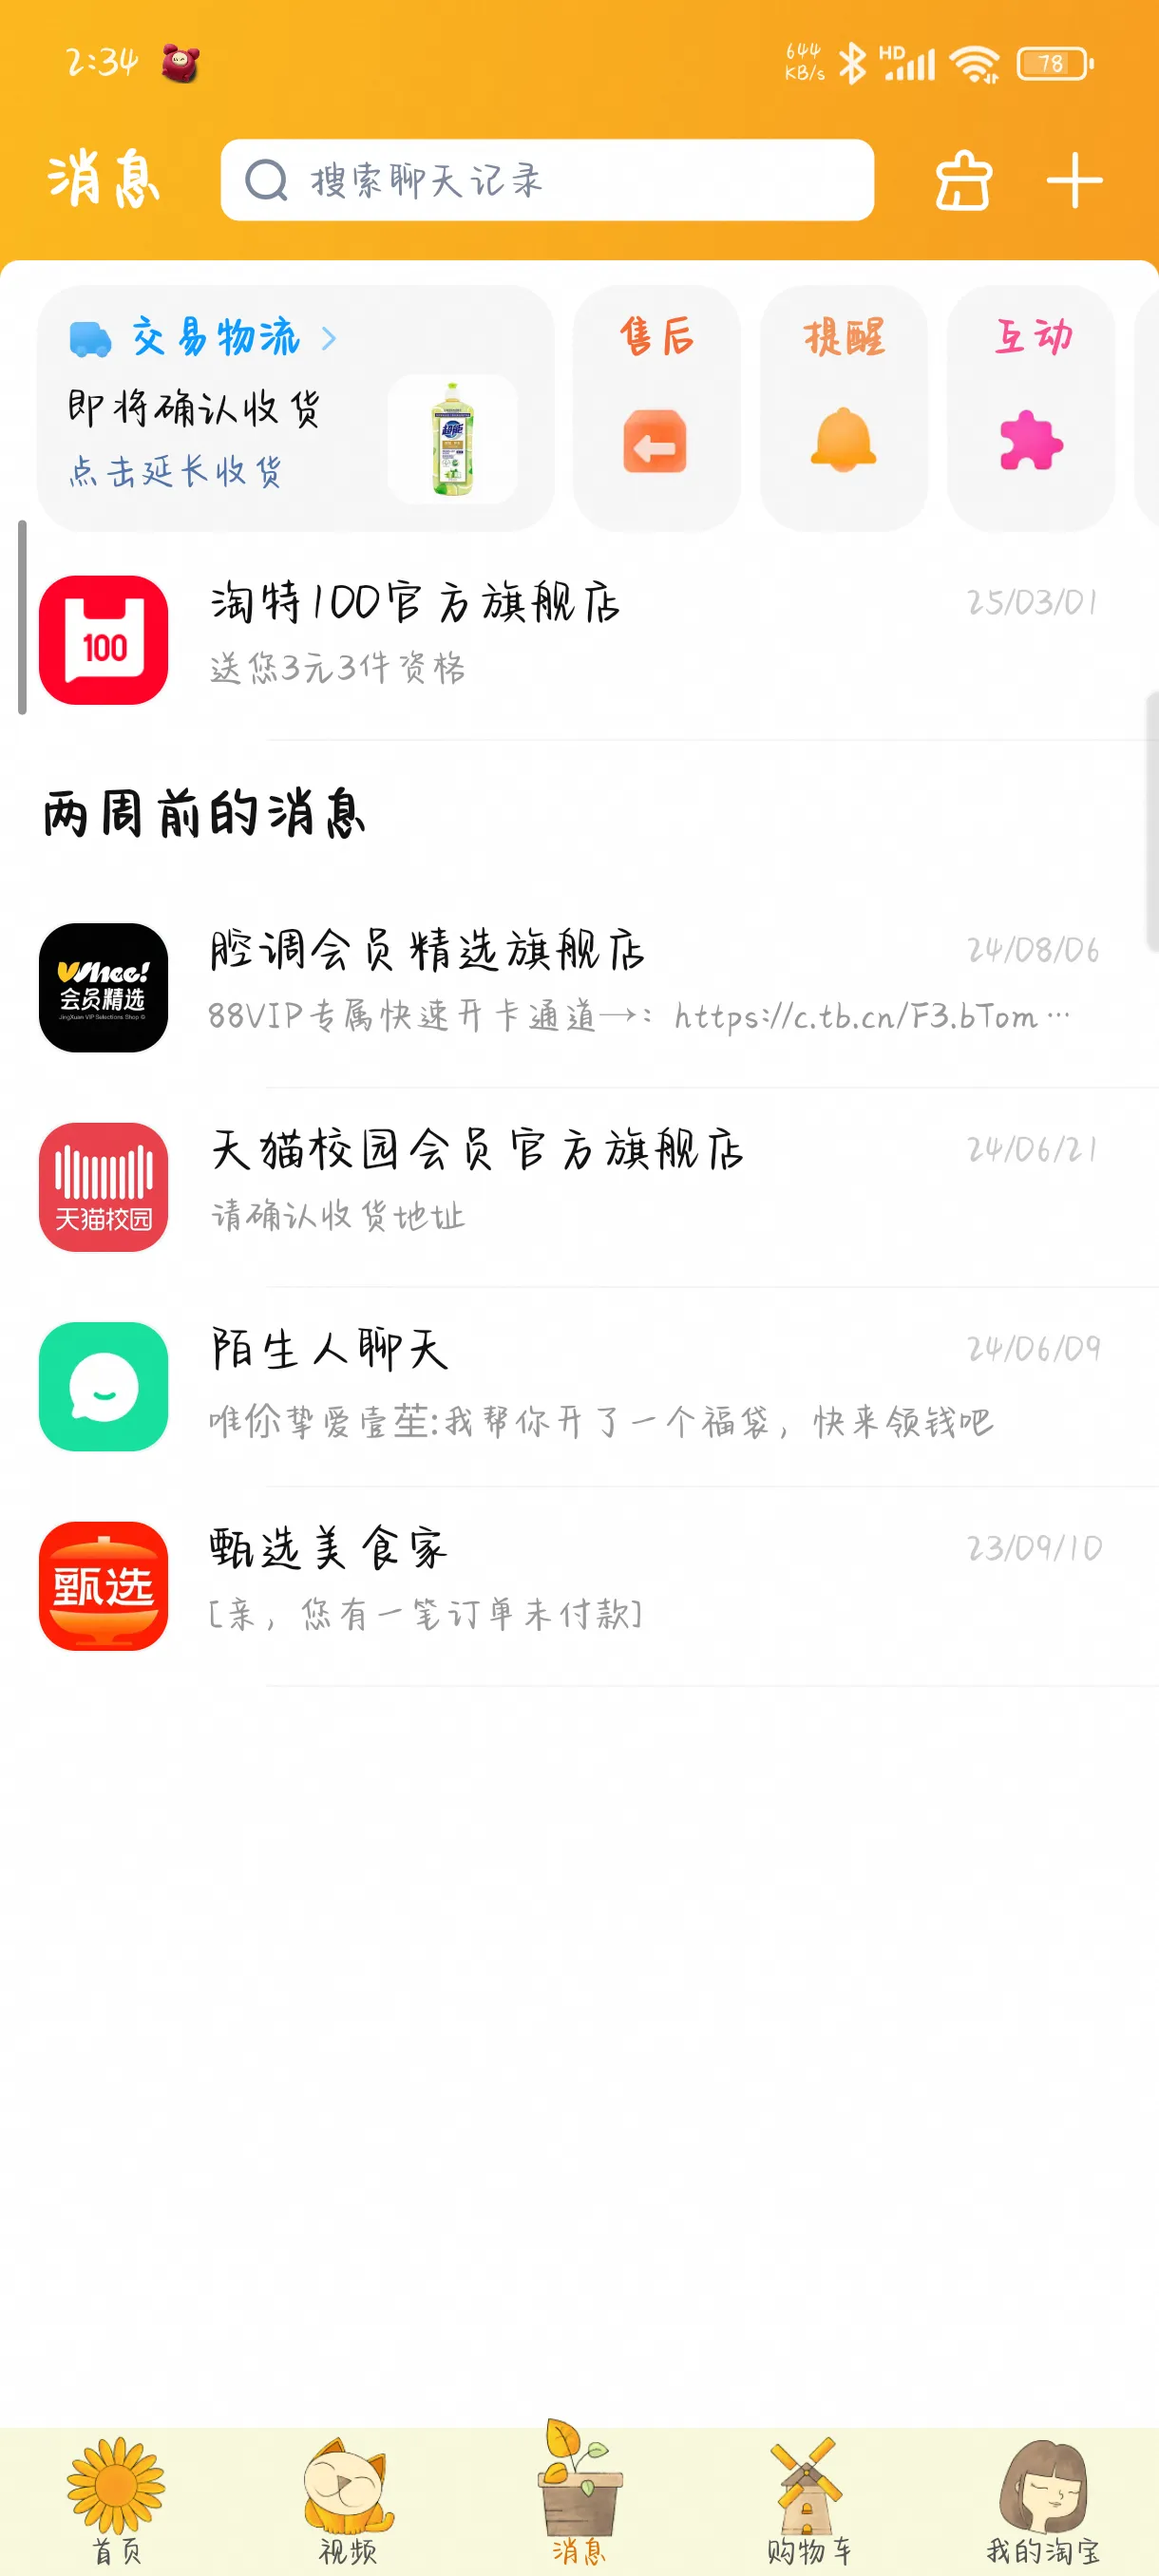 2:34
644
KB/s
HD
78
消息
搜索聊天记录
交易物流
即将确认收货
点击延长收货
超能
售后
提醒
互动
100
淘特100官方旗舰店
25/03/01
送您3元3件资格
两周前的消息
Whee!
会员精选
JingXuan VIP Selections Shop
腔调会员精选旗舰店
24/08/06
88VIP专属快速开卡通道→：https://c.tb.cn/F3.bTom…
天猫校园
天猫校园会员官方旗舰店
24/06/21
请确认收货地址
陌生人聊天
24/06/09
唯伱挚爱壹苼:我帮你开了一个福袋，快来领钱吧
甄选
甄选美食家
23/09/10
[亲，您有一笔订单未付款]
首页
视频
消息
购物车
我的淘宝